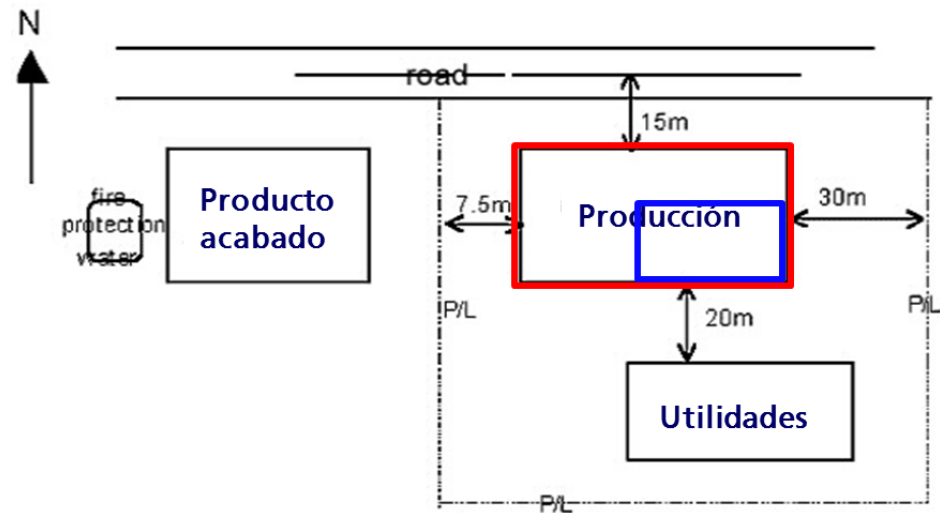 N
road
15m
fire
protection
water
Producto
acabado
7.5m
Producción
30m
P/L
P/L
20m
Utilidades
P/L